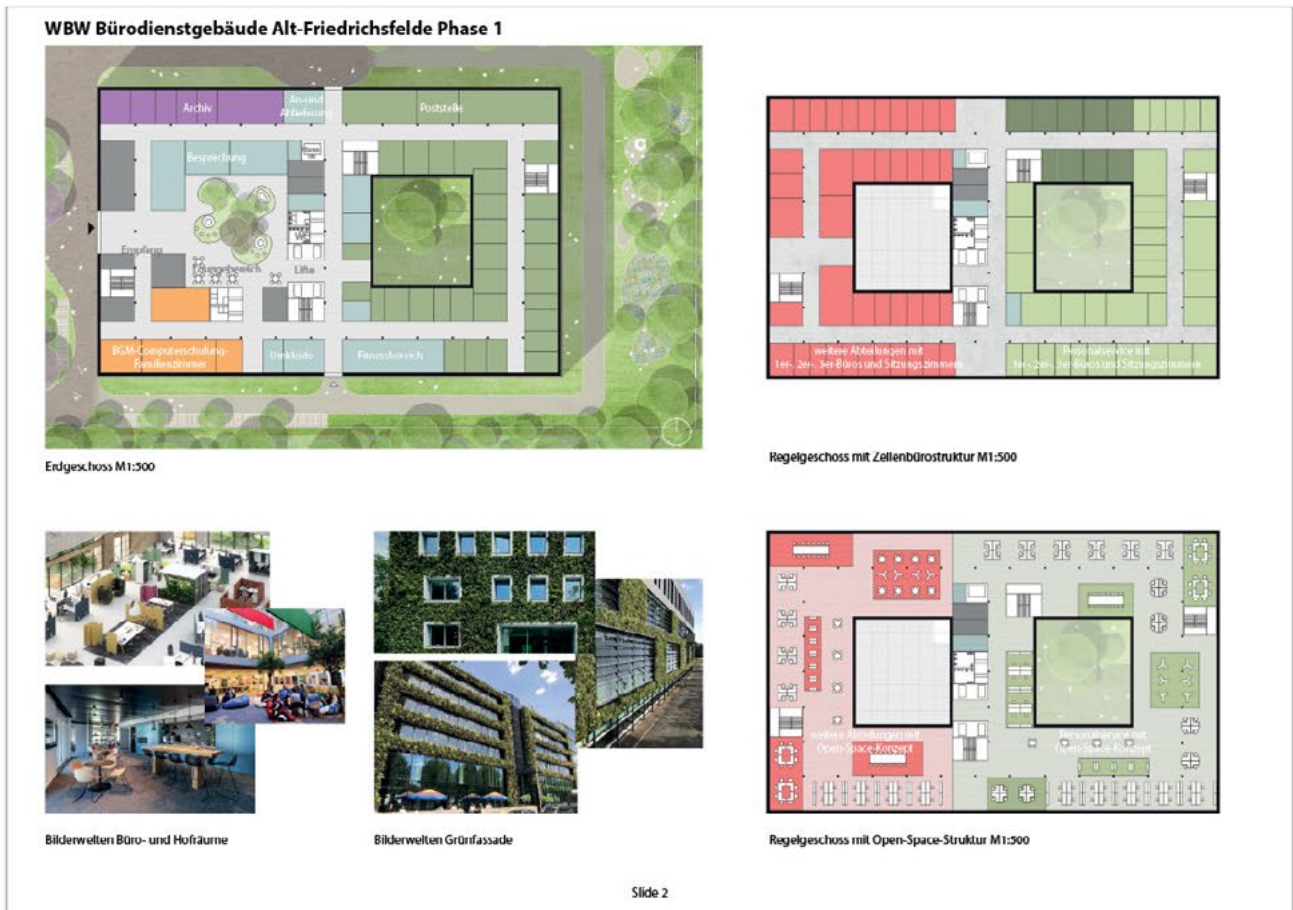 WBW Bürodienstgebäude Alt-Friedrichsfelde Phase 1
Archiv
An-und
Ablieferung
Poststelle
Besprechung
Empfang
Loungebereich
Lifte
BGM-Computerschulung-
Familienzimmer
Umkleide
Fitnessbereich
Erdgeschoss M1:500
weitere Abteilungen mit
1er-, 2er-, 3er-Büros und Sitzungszimmern
Personalservice mit
1er-, 2er-, 3er-Büros und Sitzungszimmern
Regelgeschoss mit Zellenbürostruktur M1:500
weitere Abteilungen mit
Open-Space-Konzept
Personalservice mit
Open-Space-Konzept
Bilderwelten Büro- und Hofräume
Bilderwelten Grünfassade
Regelgeschoss mit Open-Space-Struktur M1:500
Slide 2